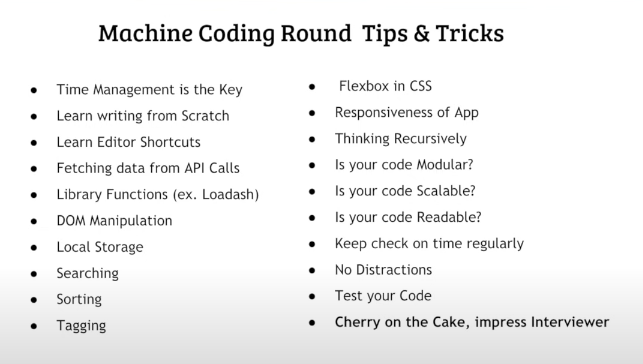 Machine Coding Round Tips & Tricks
● Time Management is the Key
● Learn writing from Scratch
● Learn Editor Shortcuts
● Fetching data from API Calls
● Library Functions (ex. Loadash)
● DOM Manipulation
● Local Storage
● Searching
● Sorting
● Tagging
● Flexbox in CSS
● Responsiveness of App
● Thinking Recursively
● Is your code Modular?
● Is your code Scalable?
● Is your code Readable?
● Keep check on time regularly
● No Distractions
● Test your Code
● Cherry on the Cake, impress Interviewer